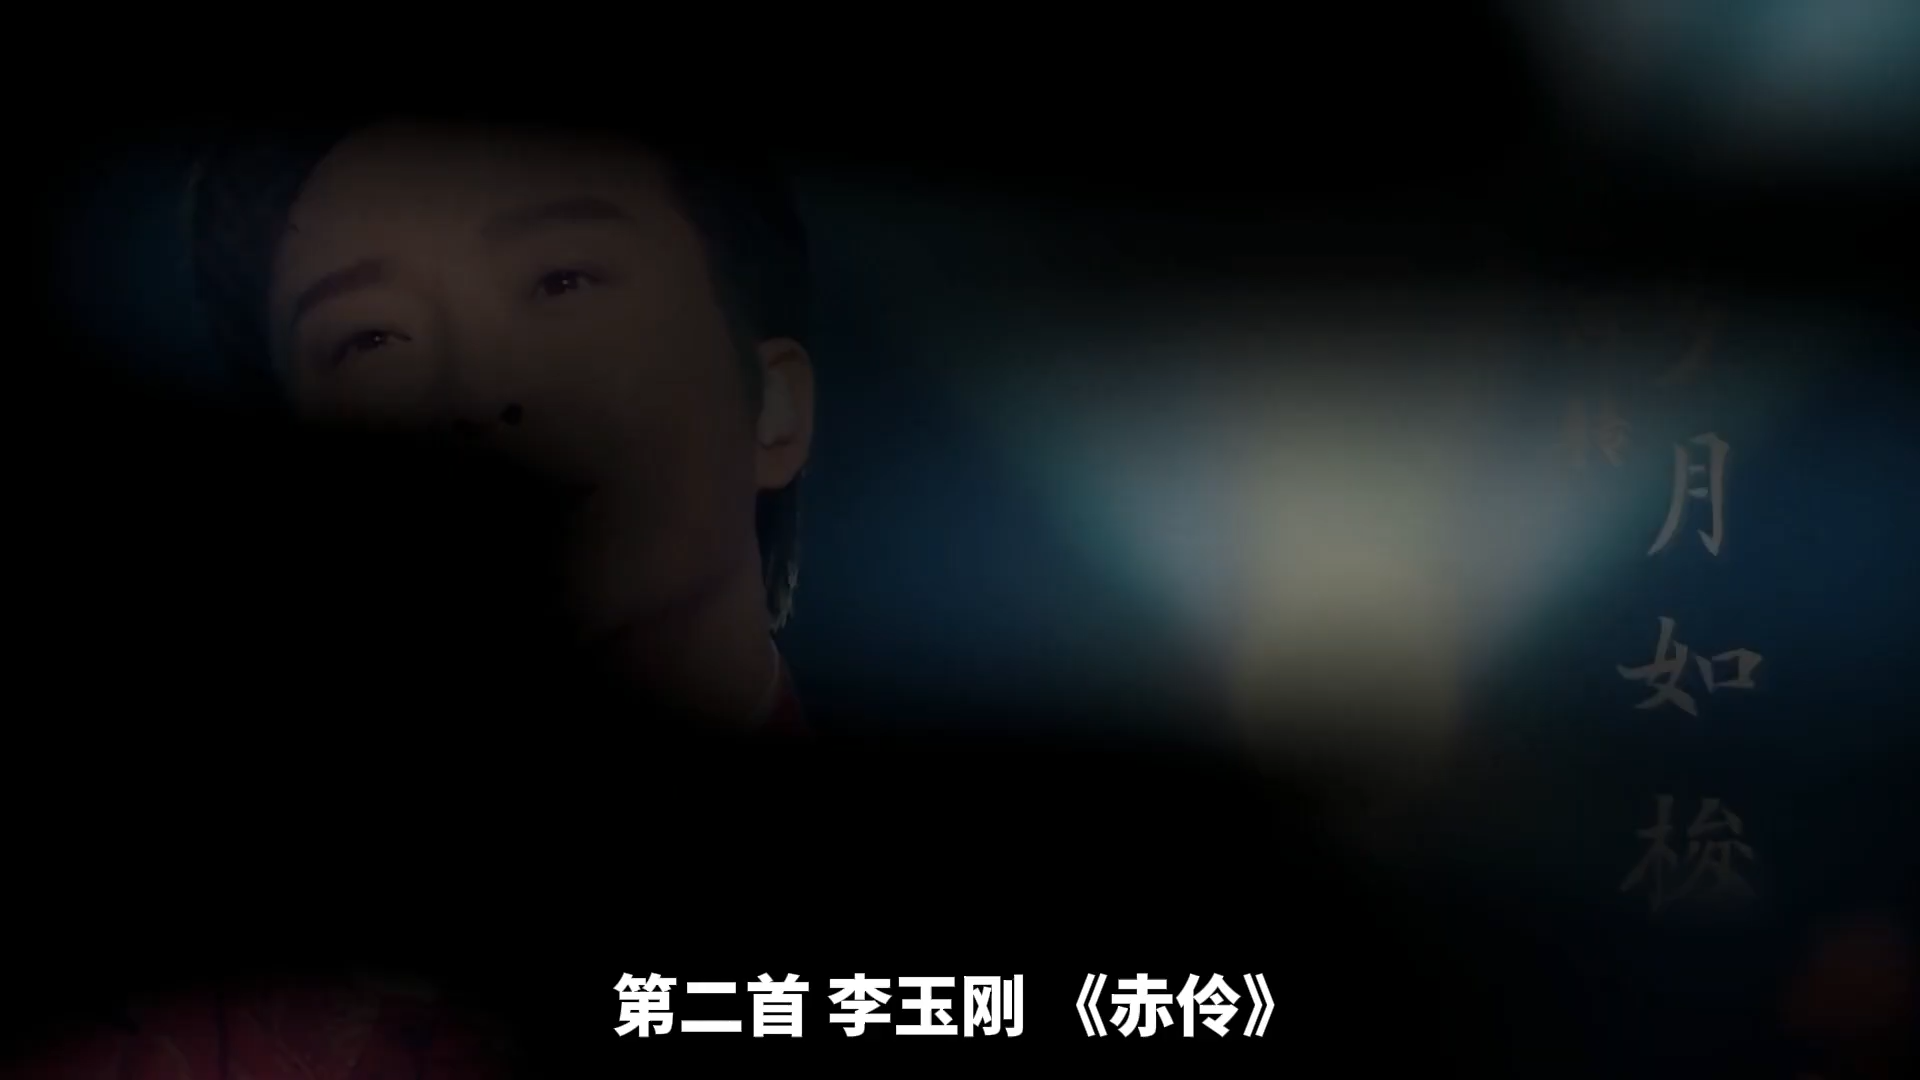 月如梭
第二首 李玉刚 《赤伶》